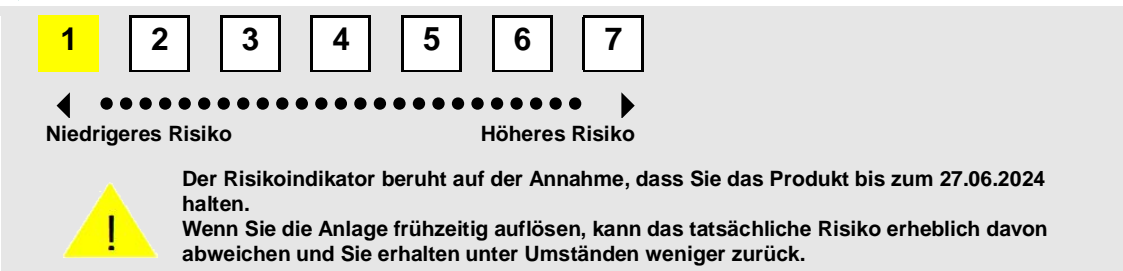 1 2 3 4 5 6 7
Niedrigeres Risiko Höheres Risiko
Der Risikoindikator beruht auf der Annahme, dass Sie das Produkt bis zum 27.06.2024
halten.
Wenn Sie die Anlage frühzeitig auflösen, kann das tatsächliche Risiko erheblich davon
! abweichen und Sie erhalten unter Umständen weniger zurück.